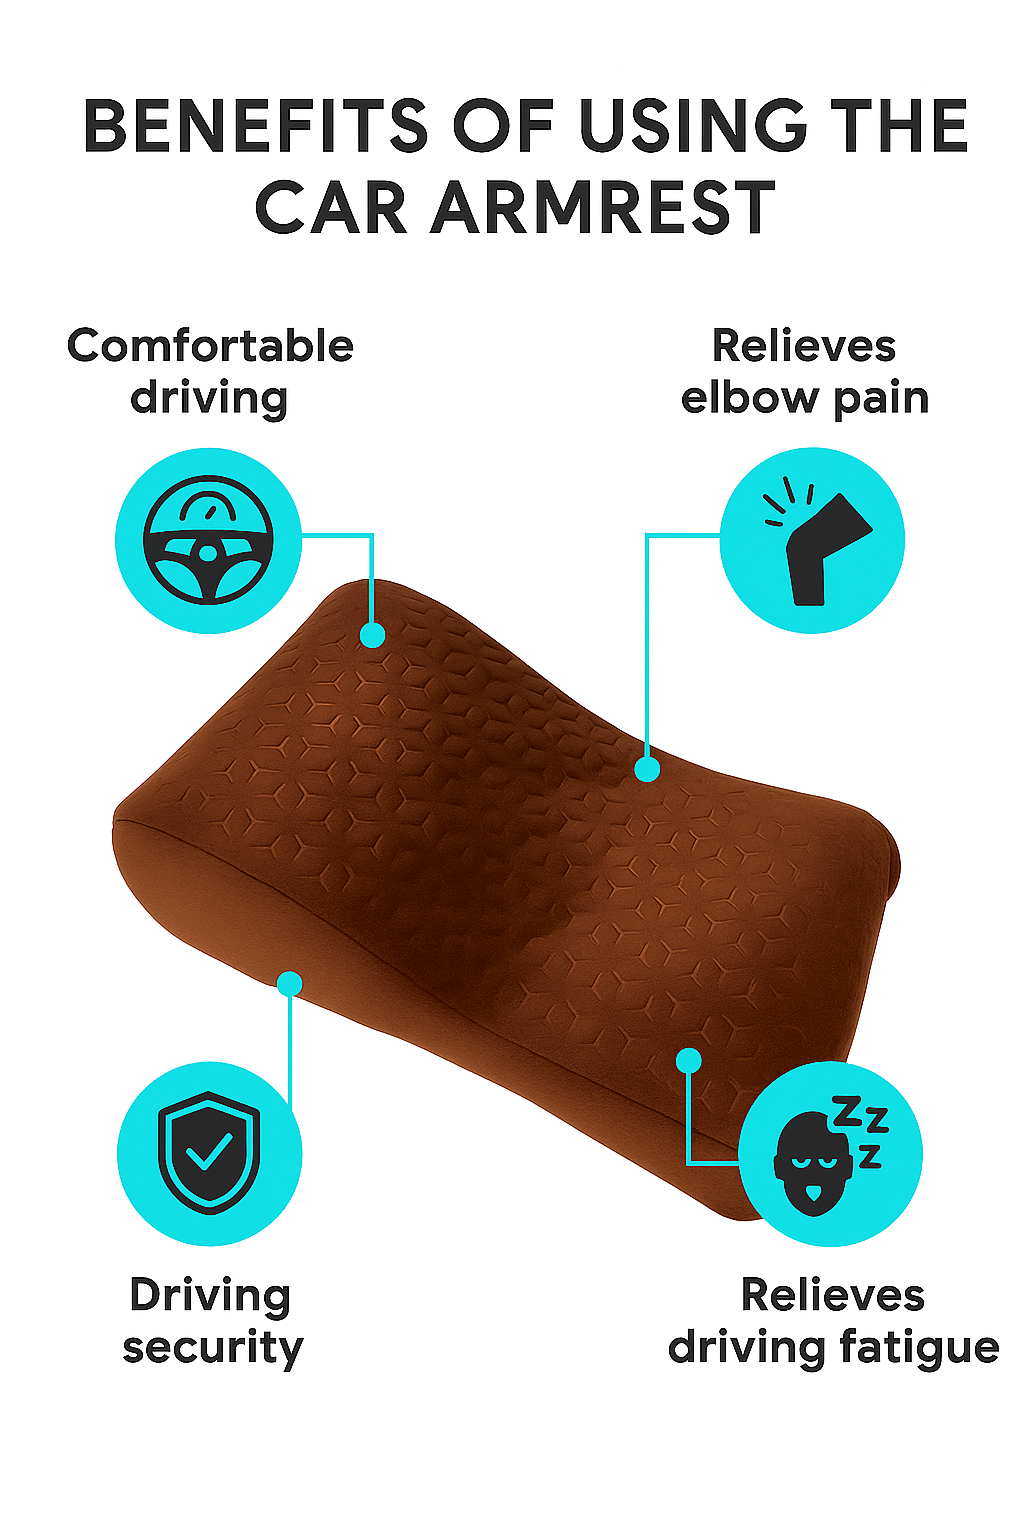 BENEFITS OF USING THE
CAR ARMREST
Comfortable
driving
Relieves
elbow pain
Z Z
Z
Driving
security
Relieves
driving fatigue